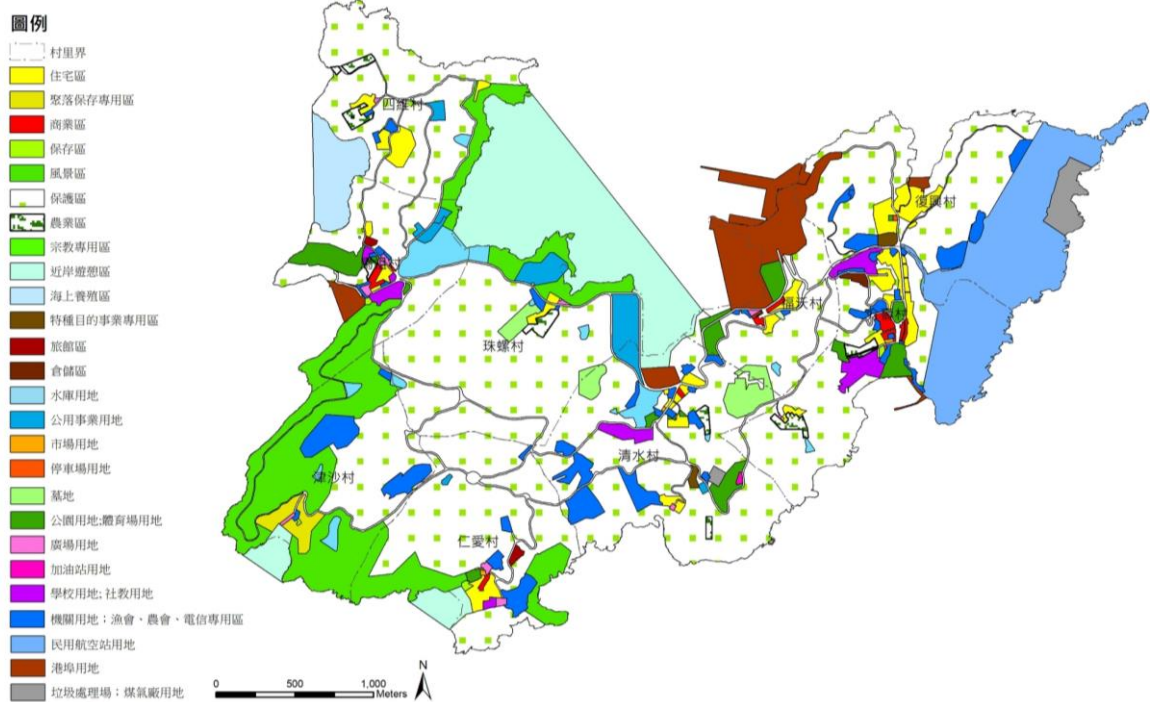 圖例
村里界
住宅區
聚落保存專用區
商業區
保存區
風景區
保護區
農業區
宗教專用區
近岸遊憩區
海上養殖區
特種目的事業專用區
旅館區
倉儲區
水庫用地
公用事業用地
市場用地
停車場用地
墓地
公園用地;體育場用地
廣場用地
加油站用地
學校用地; 社教用地
機關用地；漁會、農會、電信專用區
民用航空站用地
港埠用地
垃圾處理場；煤氣廠用地
四維村
復興村
福沃村
珠螺村
清水村
津沙村
仁愛村
0 500 1,000
Meters
N